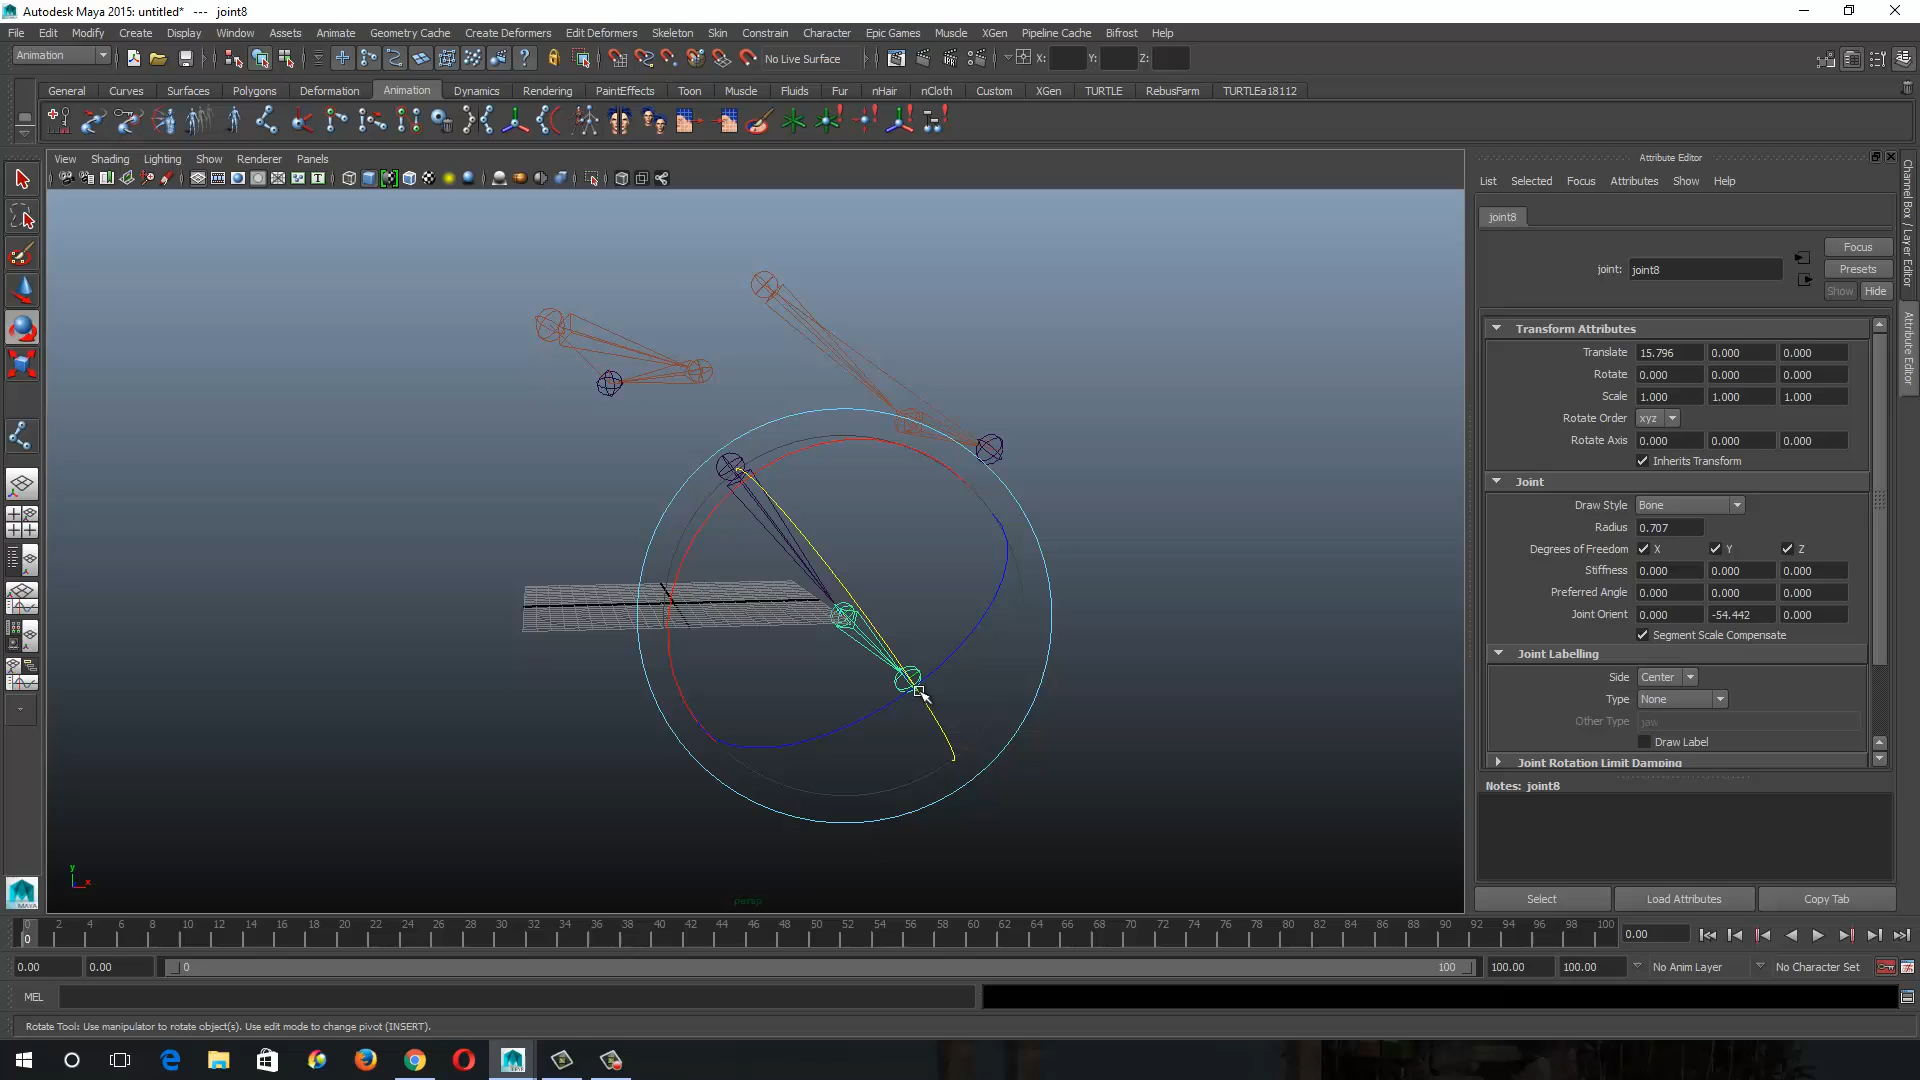 Autodesk Maya 2015: untitled* --- joint8
File Edit Modify Create Display Window Assets Animate Geometry Cache Create Deformers Edit Deformers Skeleton Skin Constrain Character Epic Games Muscle XGen Pipeline Cache Bifrost Help
Animation No Live Surface X: Y: Z:
General Curves Surfaces Polygons Deformation Animation Dynamics Rendering PaintEffects Toon Muscle Fluids Fur nHair nCloth Custom XGen TURTLE RebusFarm TURTLEa18112
View Shading Lighting Show Renderer Panels
Attribute Editor
List Selected Focus Attributes Show Help
joint8
joint: joint8
Focus
Presets
Show Hide
Transform Attributes
Translate 15.796 0.000 0.000
Rotate 0.000 0.000 0.000
Scale 1.000 1.000 1.000
Rotate Order xyz
Rotate Axis 0.000 0.000 0.000
Inherits Transform
Joint
Draw Style Bone
Radius 0.707
Degrees of Freedom X Y Z
Stiffness 0.000 0.000 0.000
Preferred Angle 0.000 0.000 0.000
Joint Orient 0.000 -54.442 0.000
Segment Scale Compensate
Joint Labelling
Side Center
Type None
Other Type jaw
Draw Label
Joint Rotation Limit Damping
Notes: joint8
Select Load Attributes Copy Tab
Channel Box / Layer Editor
Attribute Editor
y
x
persp
MAYA
0 2 4 6 8 10 12 14 16 18 20 22 24 26 28 30 32 34 36 38 40 42 44 46 48 50 52 54 56 58 60 62 64 66 68 70 72 74 76 78 80 82 84 86 88 90 92 94 96 98 100
0 0.00
0.00 0.00 0 100 100.00 100.00 No Anim Layer No Character Set
MEL
Rotate Tool: Use manipulator to rotate object(s). Use edit mode to change pivot (INSERT).